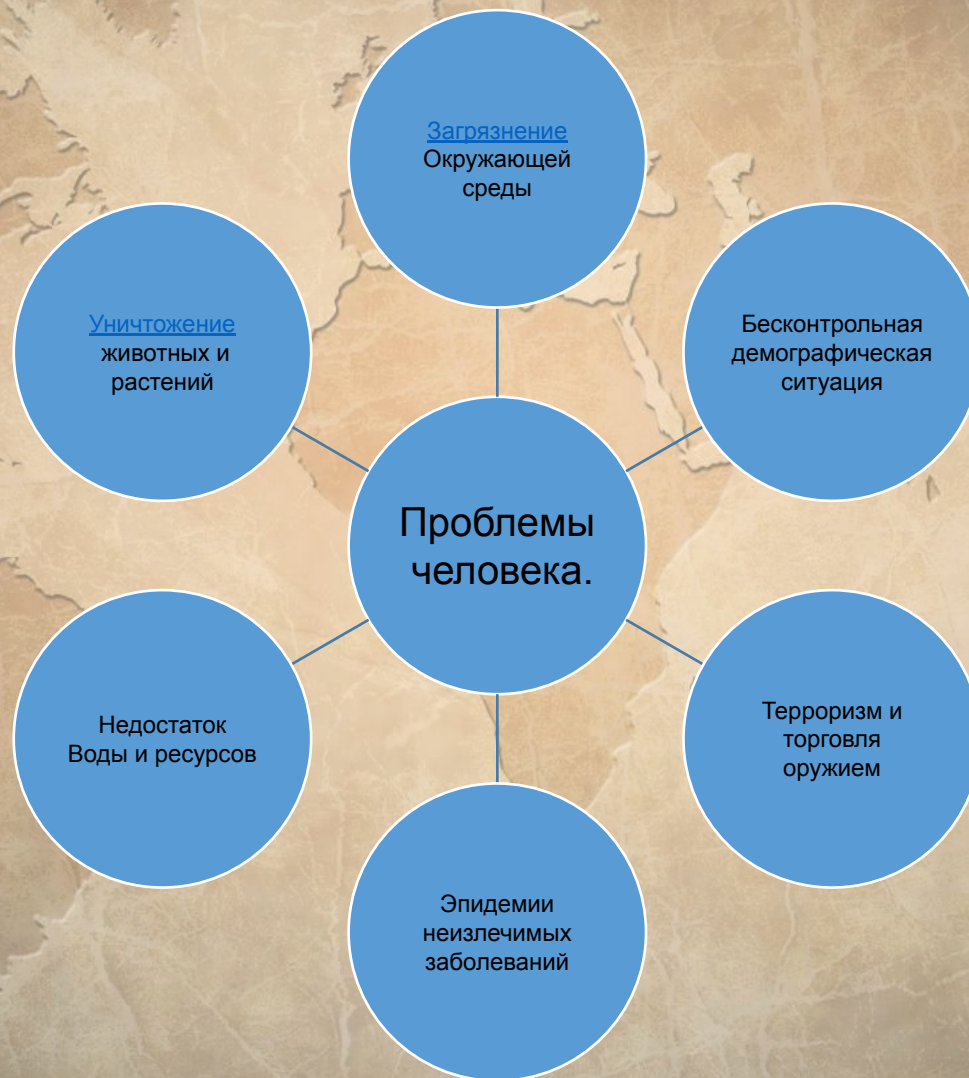 Загрязнение
Окружающей
среды
Уничтожение
животных и
растений
Бесконтрольная
демографическая
ситуация
Проблемы
человека.
Недостаток
Воды и ресурсов
Терроризм и
торговля
оружием
Эпидемии
неизлечимых
заболеваний